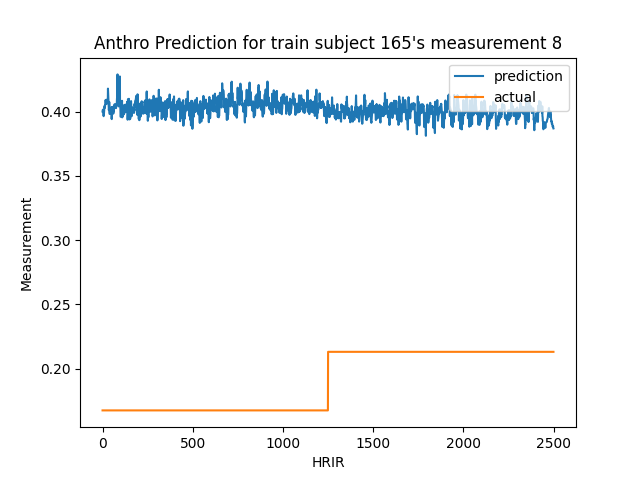 Anthro Prediction for train subject 165's measurement 8
prediction
actual
Measurement
0.40
0.35
0.30
0.25
0.20
0
500
1000
1500
2000
2500
HRIR